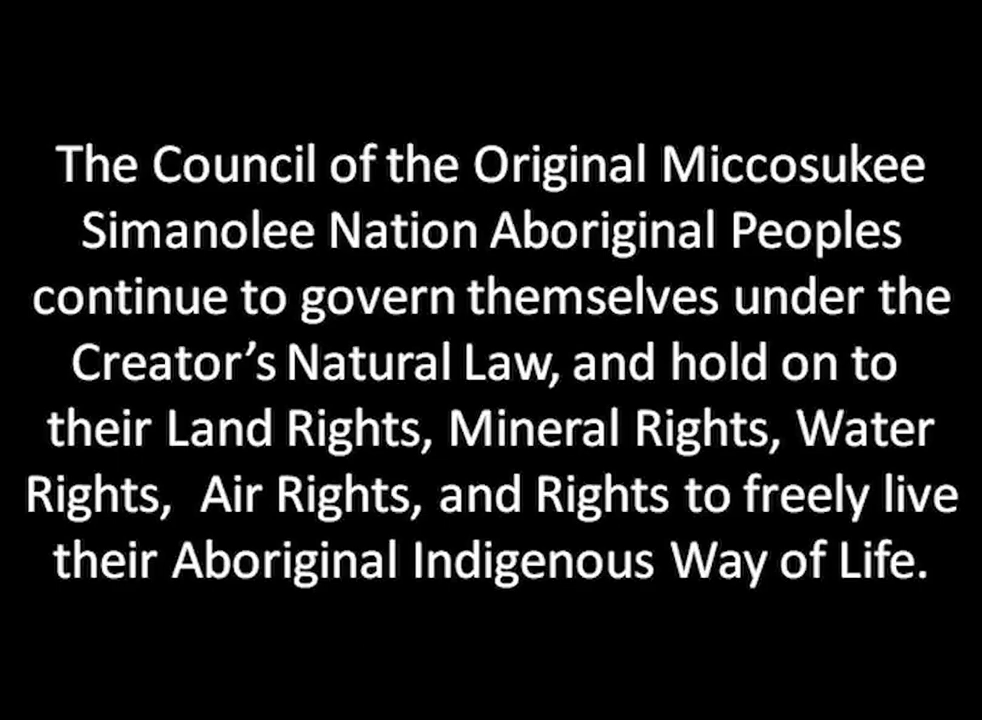 The Council of the Original Miccosukee
Simanolee Nation Aboriginal Peoples
continue to govern themselves under the
Creator’s Natural Law, and hold on to
their Land Rights, Mineral Rights, Water
Rights,  Air Rights, and Rights to freely live
their Aboriginal Indigenous Way of Life.